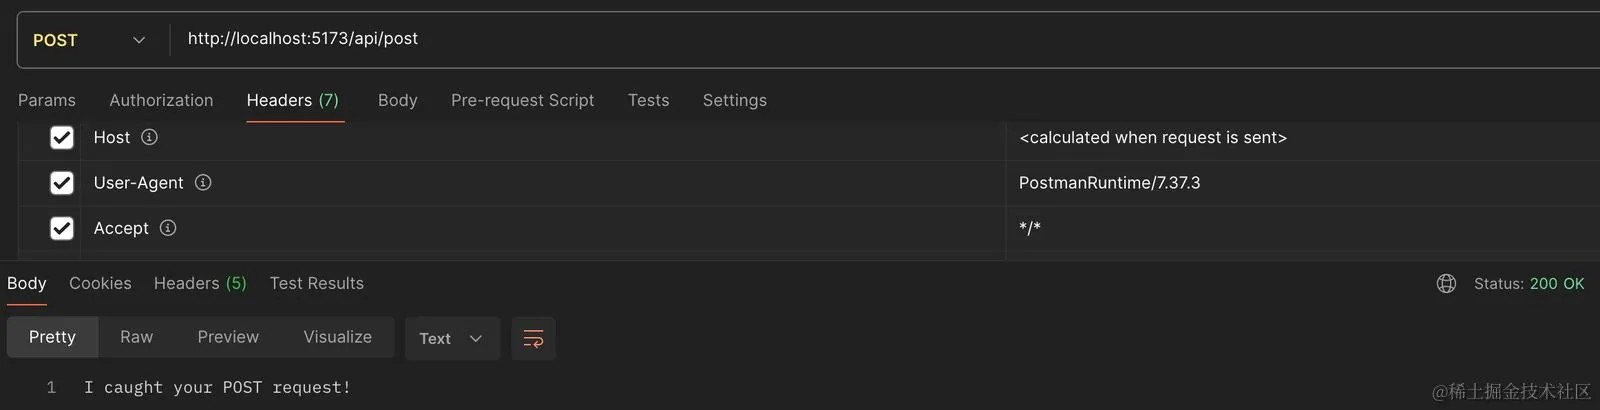 POST http://localhost:5173/api/post
Params Authorization Headers (7) Body Pre-request Script Tests Settings
Host <calculated when request is sent>
User-Agent PostmanRuntime/7.37.3
Accept */*
Body Cookies Headers (5) Test Results Status: 200 OK
Pretty Raw Preview Visualize Text
1 I caught your POST request!
@稀土掘金技术社区